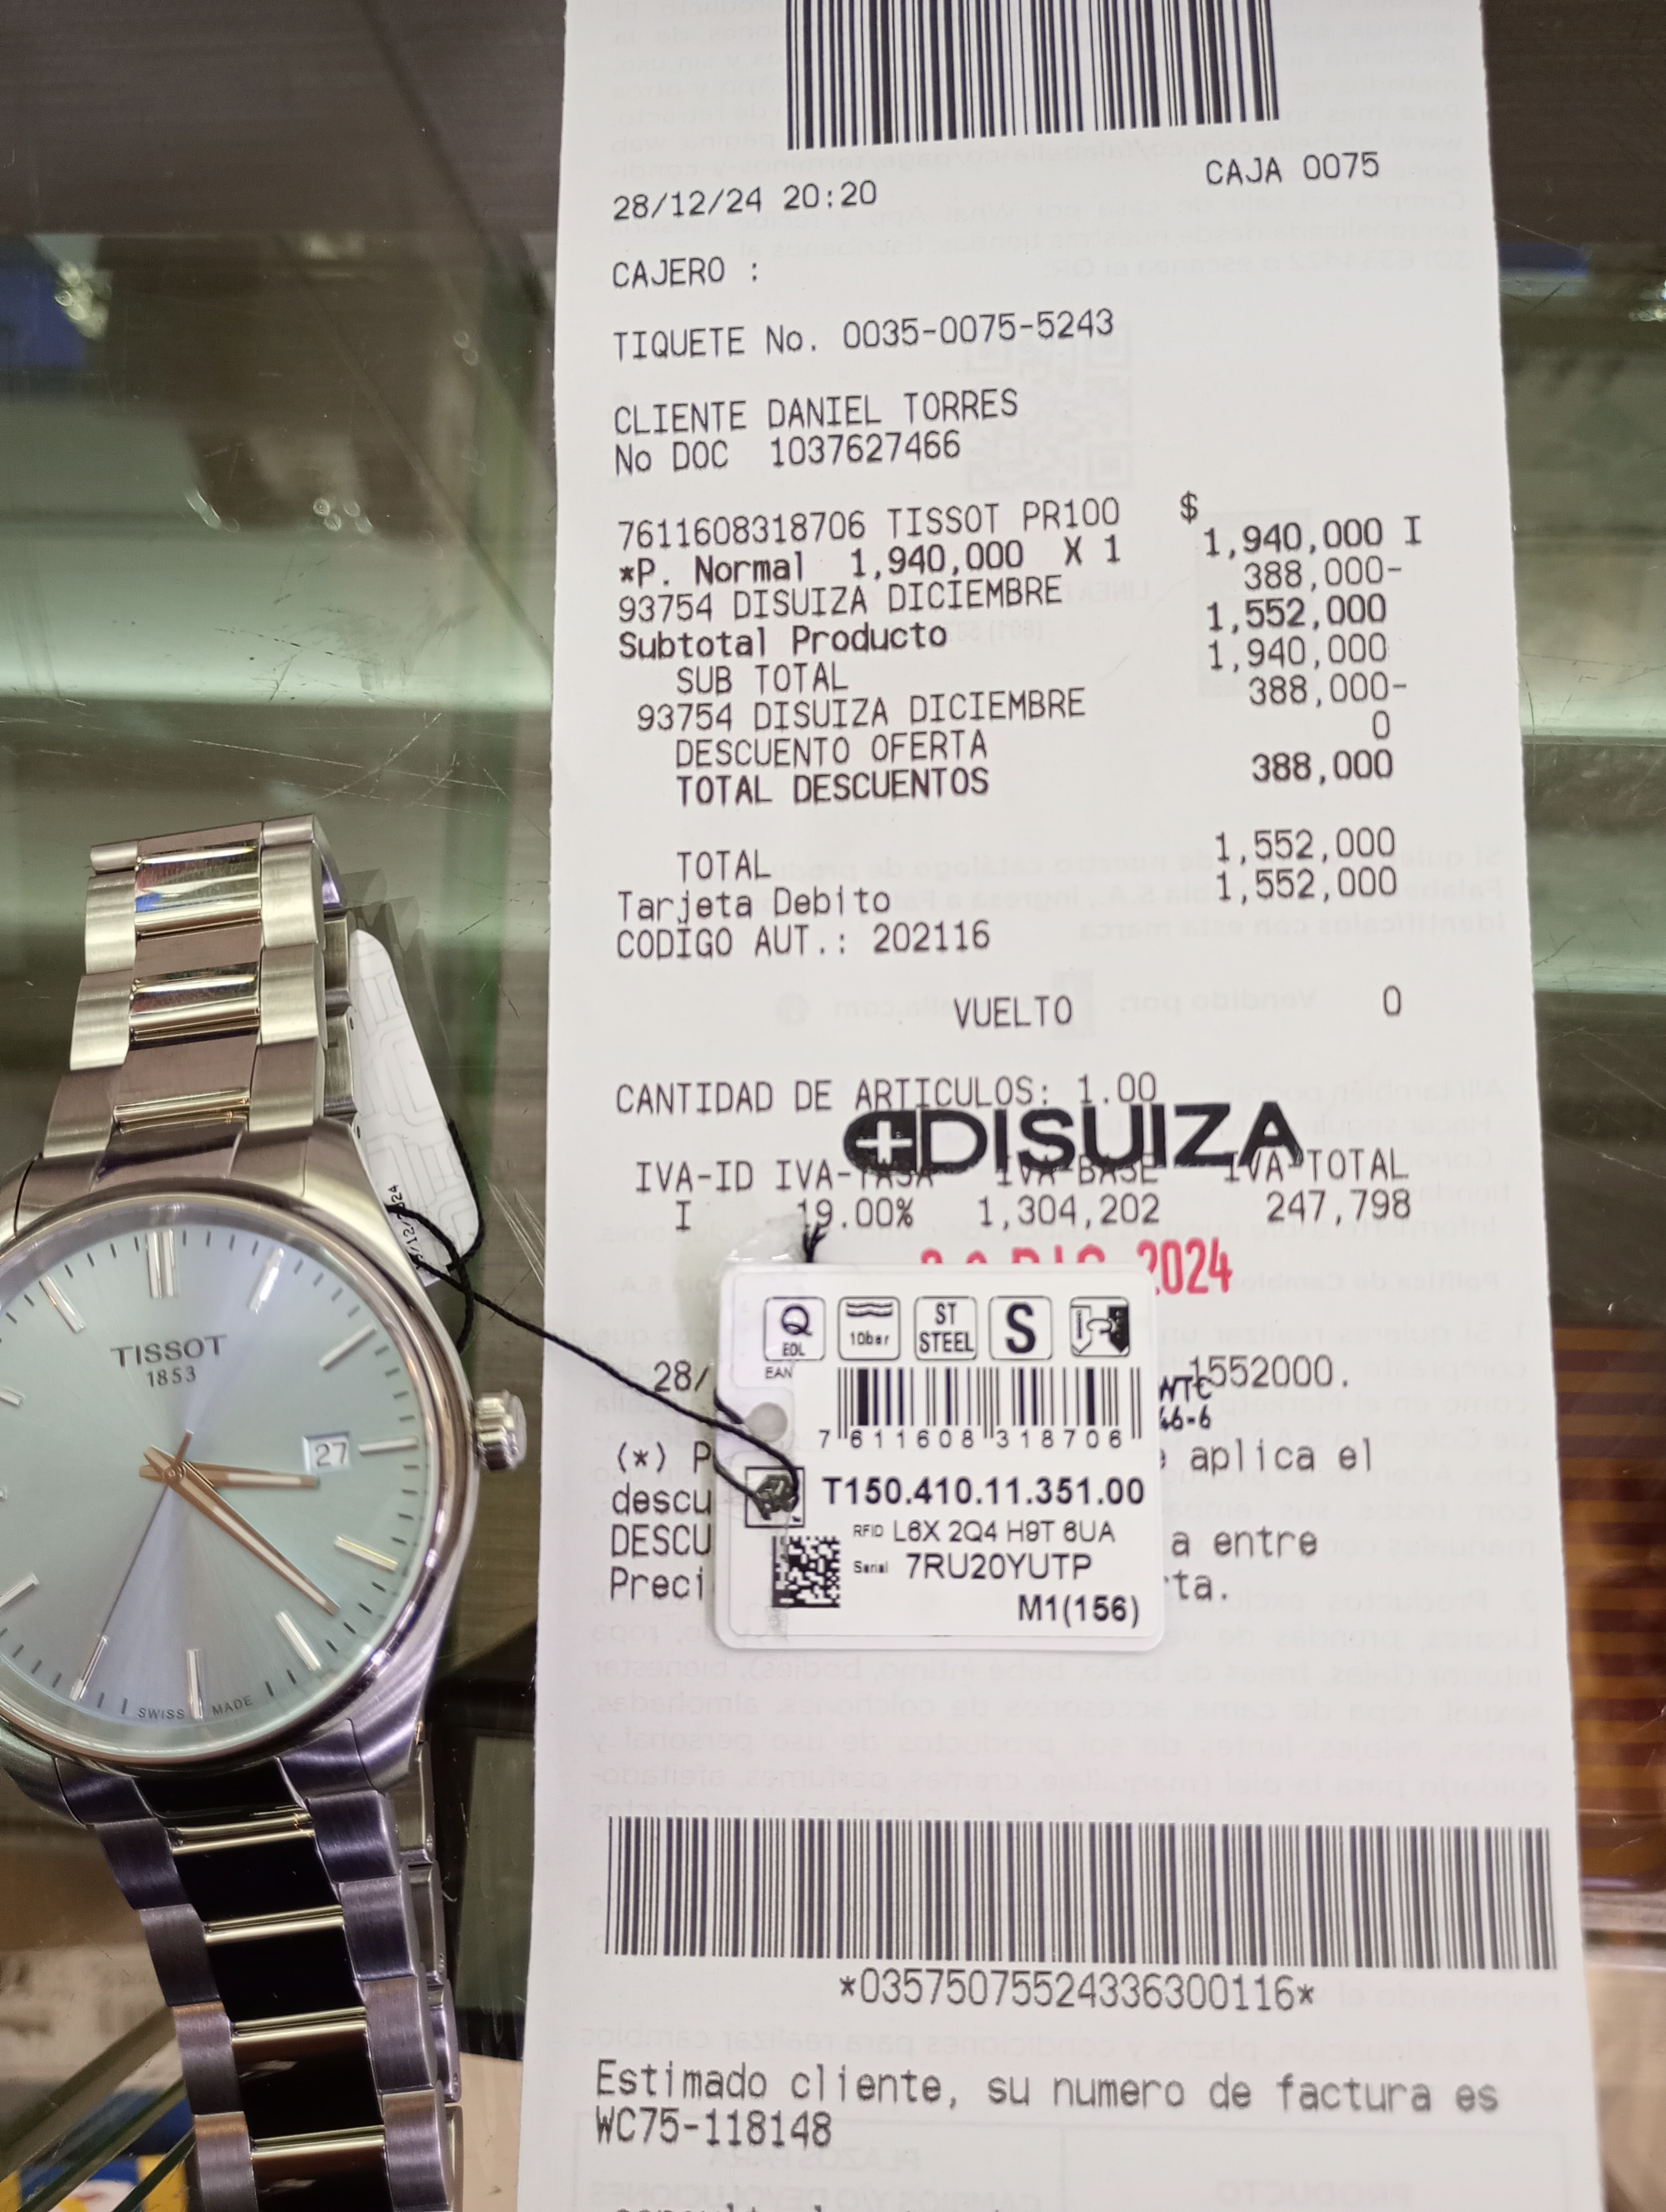 28/12/24 20:20 CAJA 0075
CAJERO :
TIQUETE No. 0035-0075-5243
CLIENTE DANIEL TORRES
No DOC 1037627466
$
7611608318706 TISSOT PR100 1,940,000 I
*P. Normal 1,940,000 X 1
93754 DISUIZA DICIEMBRE 388,000-
Subtotal Producto 1,552,000
SUB TOTAL 1,940,000
93754 DISUIZA DICIEMBRE 388,000-
DESCUENTO OFERTA 0
TOTAL DESCUENTOS 388,000
TOTAL 1,552,000
Tarjeta Debito 1,552,000
CODIGO AUT.: 202116
VUELTO 0
CANTIDAD DE ARTICULOS: 1.00
DISUIZA
IVA-ID IVA-TASA IVA-BASE IVA-TOTAL
I 19.00% 1,304,202 247,798
DIC 2024
28/ 1552000.
(*) P aplica el
descu
DESCU a entre
Preci rta.
*03575075524336300116*
Estimado cliente, su numero de factura es
WC75-118148
Q
EDL
10bar
ST
STEEL
S
EAN
7 611608 318706
T150.410.11.351.00
RFID L6X 2Q4 H9T 6UA
Serial 7RU20YUTP
M1(156)
TISSOT
1853
27
SWISS MADE